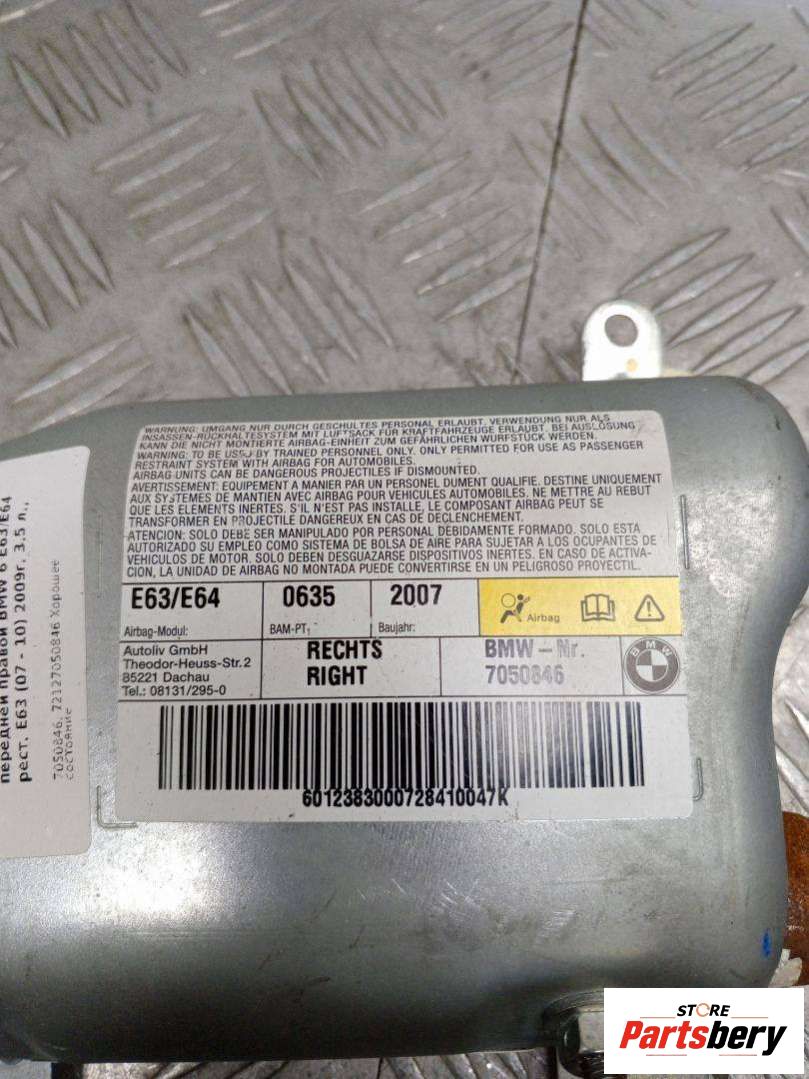 WARNUNG: UMGANG NUR DURCH GESCHULTES PERSONAL ERLAUBT. VERWENDUNG NUR ALS
INSASSEN-RÜCKHALTESYSTEM MIT LUFTSACK FÜR KRAFTFAHRZEUGE ERLAUBT. BEI AUSLÖSUNG
KANN DIE NICHT MONTIERTE AIRBAG-EINHEIT ZUM GEFÄHRLICHEN WURFSTÜCK WERDEN.
WARNING: TO BE USED BY TRAINED PERSONNEL ONLY. ONLY PERMITTED FOR USE AS PASSENGER
RESTRAINT SYSTEM WITH AIRBAG FOR AUTOMOBILES.
AIRBAG UNITS CAN BE DANGEROUS PROJECTILES IF DISMOUNTED.
AVERTISSEMENT: EQUIPEMENT A MANIER PAR UN PERSONEL DUMENT QUALIFIE. DESTINE UNIQUEMENT
AUX SYSTEMES DE MANTIEN AVEC AIRBAG POUR VEHICULES AUTOMOBILES. NE METTRE AU REBUT
QUE LES ELEMENTS INERTES. S'IL N'EST PAS INSTALLE, LE COMPOSANT AIRBAG PEUT SE
TRANSFORMER EN PROJECTILE DANGEREUX EN CAS DE DECLENCHEMENT.
ATENCION: SOLO DEBE SER MANIPULADO POR PERSONAL DEBIDAMENTE FORMADO. SOLO ESTA
AUTORIZADO SU EMPLEO COMO SISTEMA DE BOLSA DE AIRE PARA SUJETAR A LOS OCUPANTES DE
VEHICULOS DE MOTOR. SOLO DEBEN DESGUAZARSE DISPOSITIVOS INERTES. EN CASO DE ACTIVA-
CION, LA UNIDAD DE AIRBAG NO MONTADA PUEDE CONVERTIRSE EN UN PELIGROSO PROYECTIL.
E63/E64 0635 2007
Airbag-Modul: BAM-PT: Baujahr: Airbag
Autoliv GmbH
Theodor-Heuss-Str.2
85221 Dachau
Tel.: 08131/295-0
RECHTS
RIGHT
BMW-Nr.
7050846
BMW
6012383000728410047K
передней правой BMW 6 E63/E64
рест. E63 (07 - 10) 2009г. 3,5 л.,
7050846, 72127050846 Хорошее
состояние
STORE
Partsbery